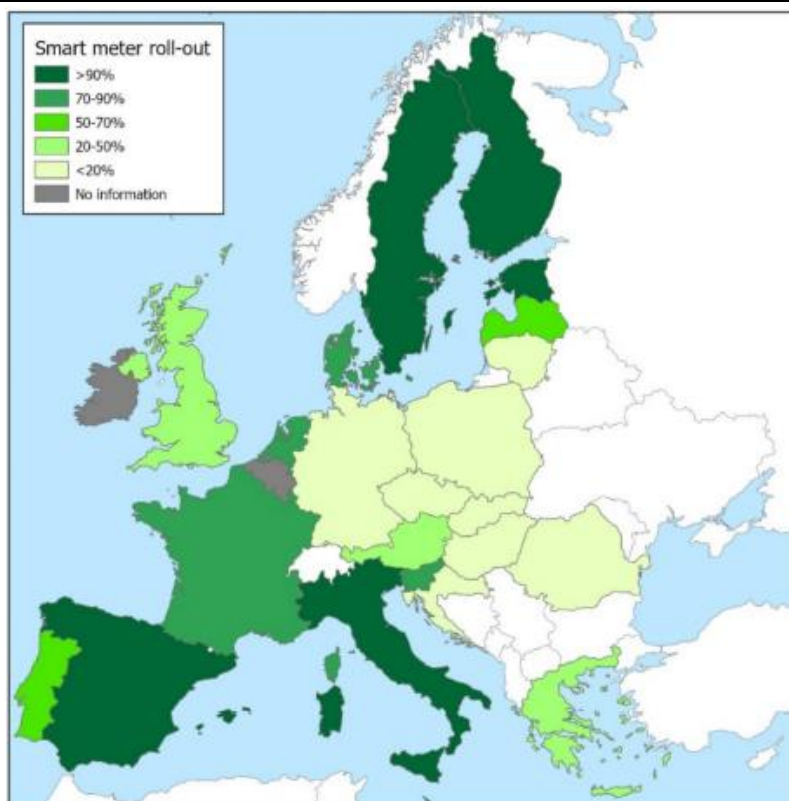 Smart meter roll-out
>90%
70-90%
50-70%
20-50%
<20%
No information